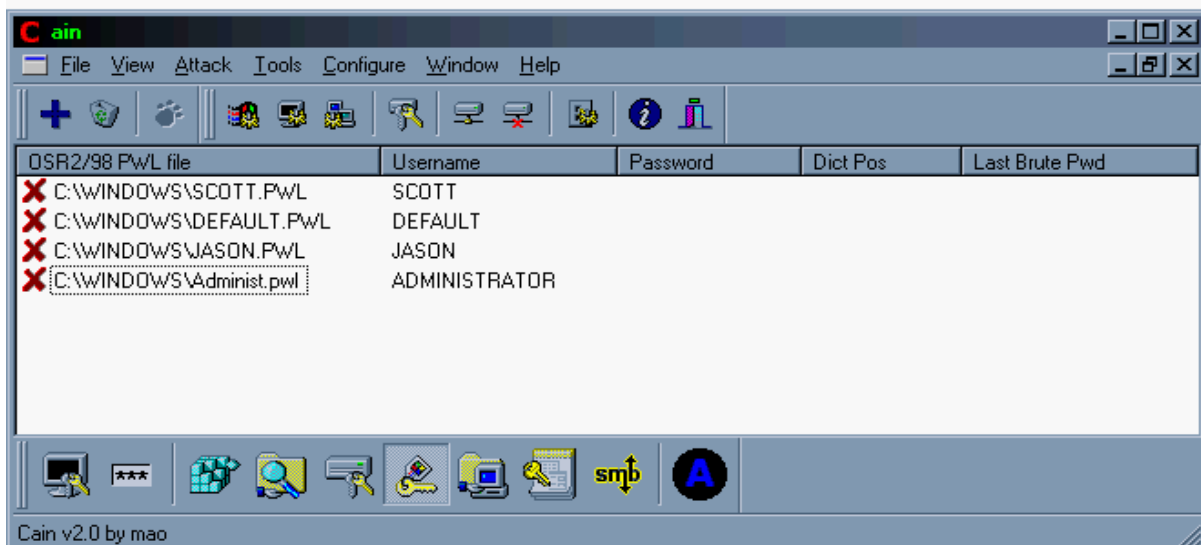 Cain
File View Attack Tools Configure Window Help
OSR2/98 PWL file Username Password Dict Pos Last Brute Pwd
C:\WINDOWS\SCOTT.PWL SCOTT
C:\WINDOWS\DEFAULT.PWL DEFAULT
C:\WINDOWS\JASON.PWL JASON
C:\WINDOWS\Administ.pwl ADMINISTRATOR
*** smb A
Cain v2.0 by mao